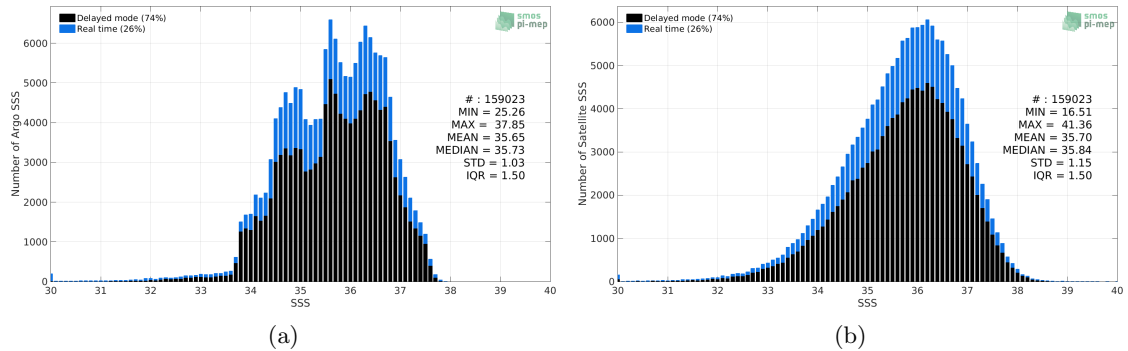 Delayed mode (74%)
Real time (26%)
smos
pi-mep
Number of Argo SSS
6000
5000
4000
3000
2000
1000
0
# : 159023
MIN = 25.26
MAX = 37.85
MEAN = 35.65
MEDIAN = 35.73
STD = 1.03
IQR = 1.50
30 31 32 33 34 35 36 37 38 39 40
SSS
(a)
Delayed mode (74%)
Real time (26%)
smos
pi-mep
Number of Satellite SSS
6000
5000
4000
3000
2000
1000
0
# : 159023
MIN = 16.51
MAX = 41.36
MEAN = 35.70
MEDIAN = 35.84
STD = 1.15
IQR = 1.50
30 31 32 33 34 35 36 37 38 39 40
SSS
(b)